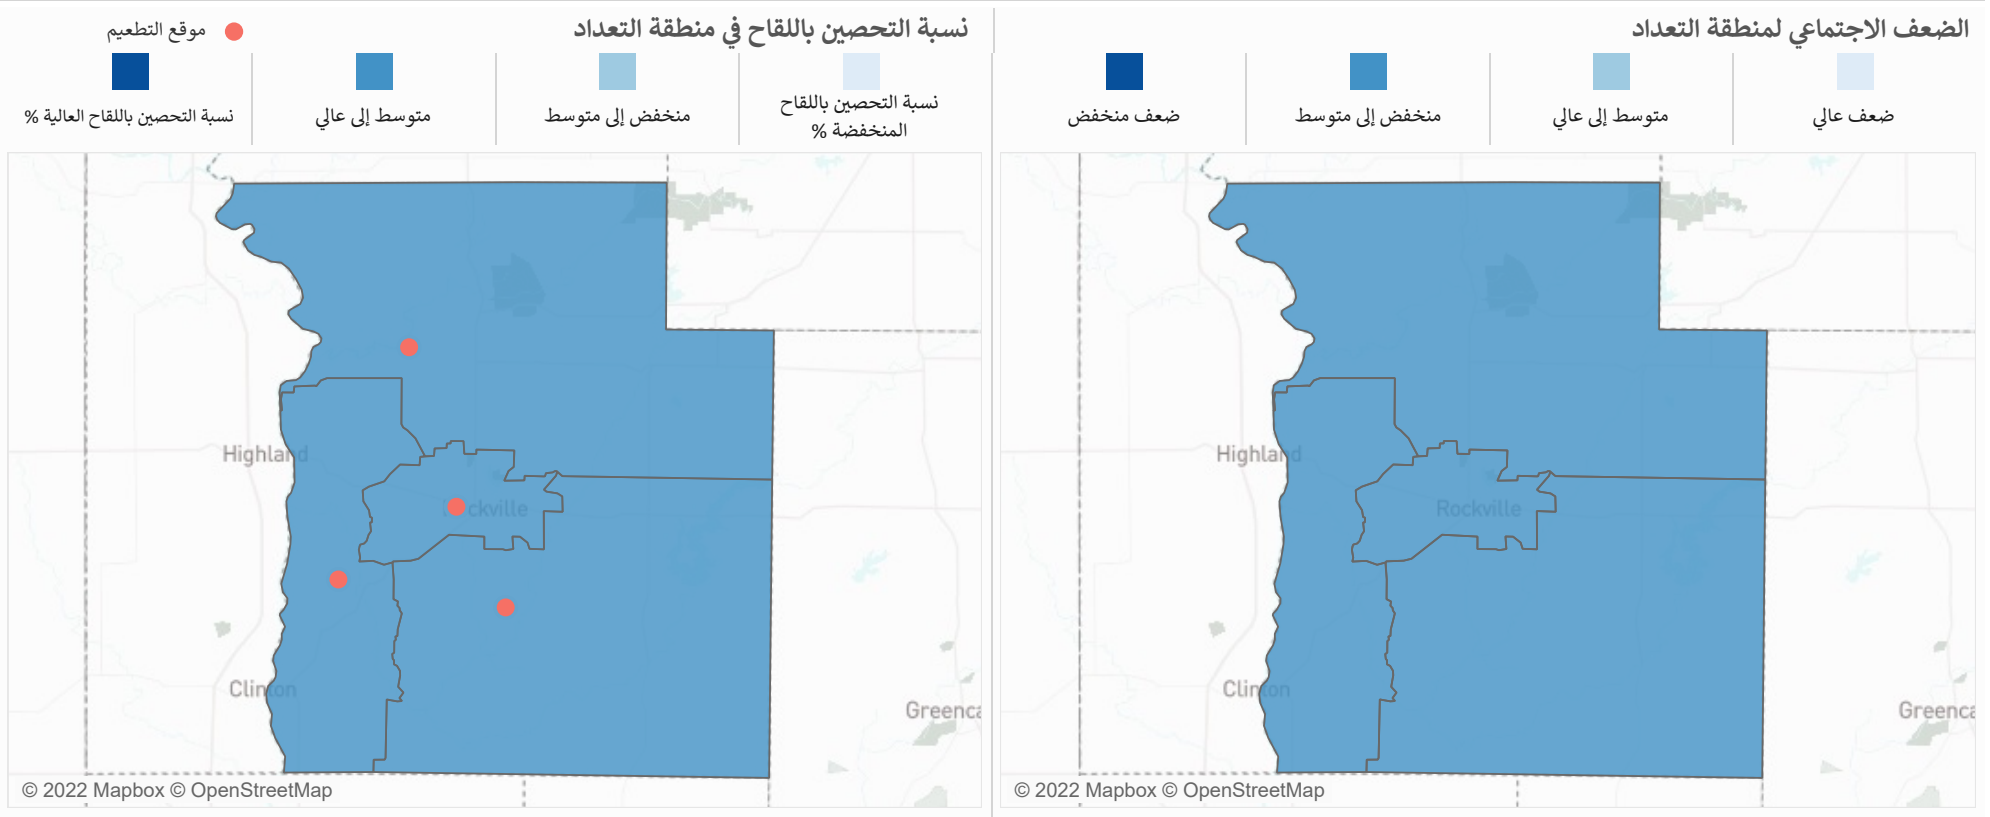 الضعف الاجتماعي لمنطقة التعداد
ضعف عالي
متوسط إلى عالي
منخفض إلى متوسط
ضعف منخفض
Highland
Rockville
Clinton
Greenca
© 2022 Mapbox © OpenStreetMap
نسبة التحصين باللقاح في منطقة التعداد
موقع التطعيم
نسبة التحصين باللقاح
المنخفضة %
منخفض إلى متوسط
متوسط إلى عالي
نسبة التحصين باللقاح العالية %
Highland
ckville
Clinton
Greenca
© 2022 Mapbox © OpenStreetMap